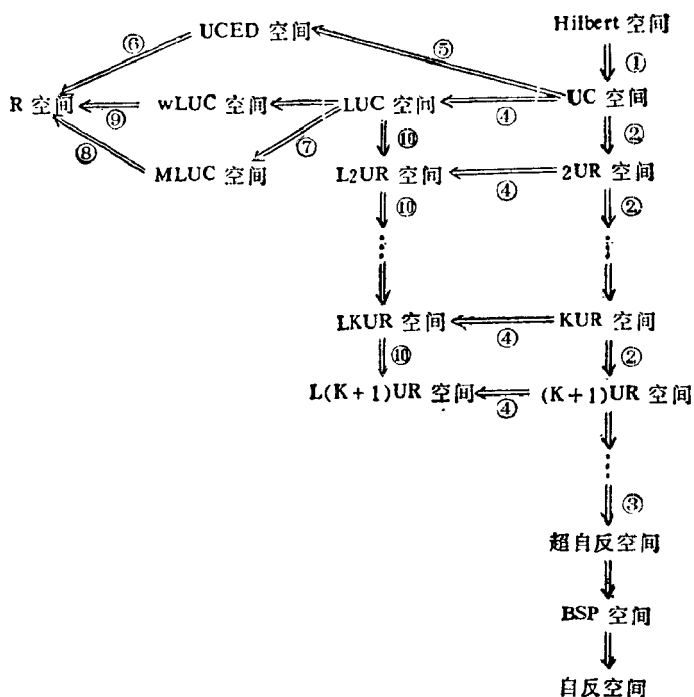 Hilbert 空间
①
⑥ UCED 空间 ⑤
R 空间 ⑨ wLUC 空间 LUC 空间 ④ UC 空间
⑧ ⑦ ⑩ ②
MLUC 空间 L2UR 空间 ④ 2UR 空间
⑩ ②
LKUR 空间 ④ KUR 空间
⑩ ②
L(K+1)UR 空间 ④ (K+1)UR 空间
③
超自反空间
BSP 空间
自反空间